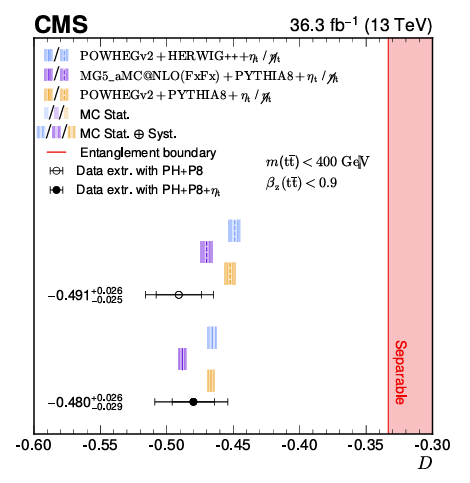 CMS 36.3 fb⁻¹ (13 TeV)
POWHEGv2 + HERWIG++ + ηt / η̸t
MG5_aMC@NLO(FxFx) + PYTHIA8 + ηt / η̸t
POWHEGv2 + PYTHIA8 + ηt / η̸t
MC Stat.
MC Stat. ⊕ Syst.
Entanglement boundary
Data extr. with PH+P8 m(tt̄) < 400 GeV
Data extr. with PH+P8+ηt βz(tt̄) < 0.9
−0.491 +0.026 −0.025
Separable
−0.480 +0.026 −0.029
-0.60 -0.55 -0.50 -0.45 -0.40 -0.35 -0.30
D